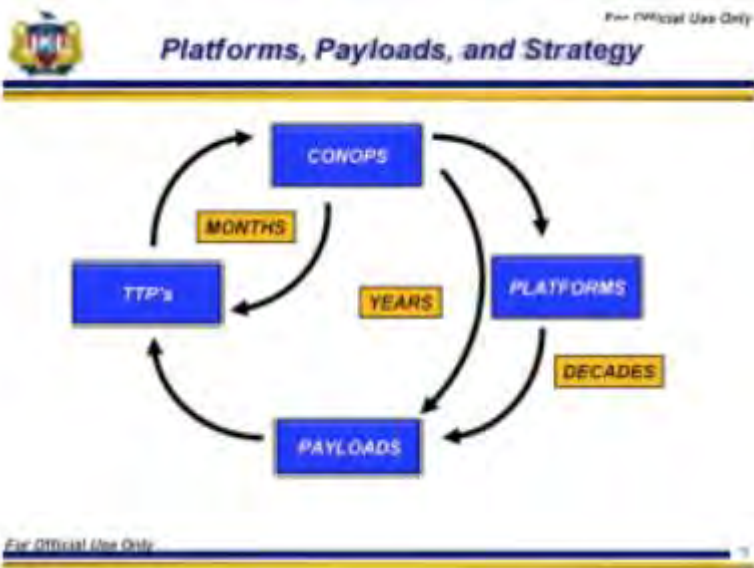 For Official Use Only
Platforms, Payloads, and Strategy
CONOPS
MONTHS
TTP's
YEARS
PLATFORMS
DECADES
PAYLOADS
For Official Use Only